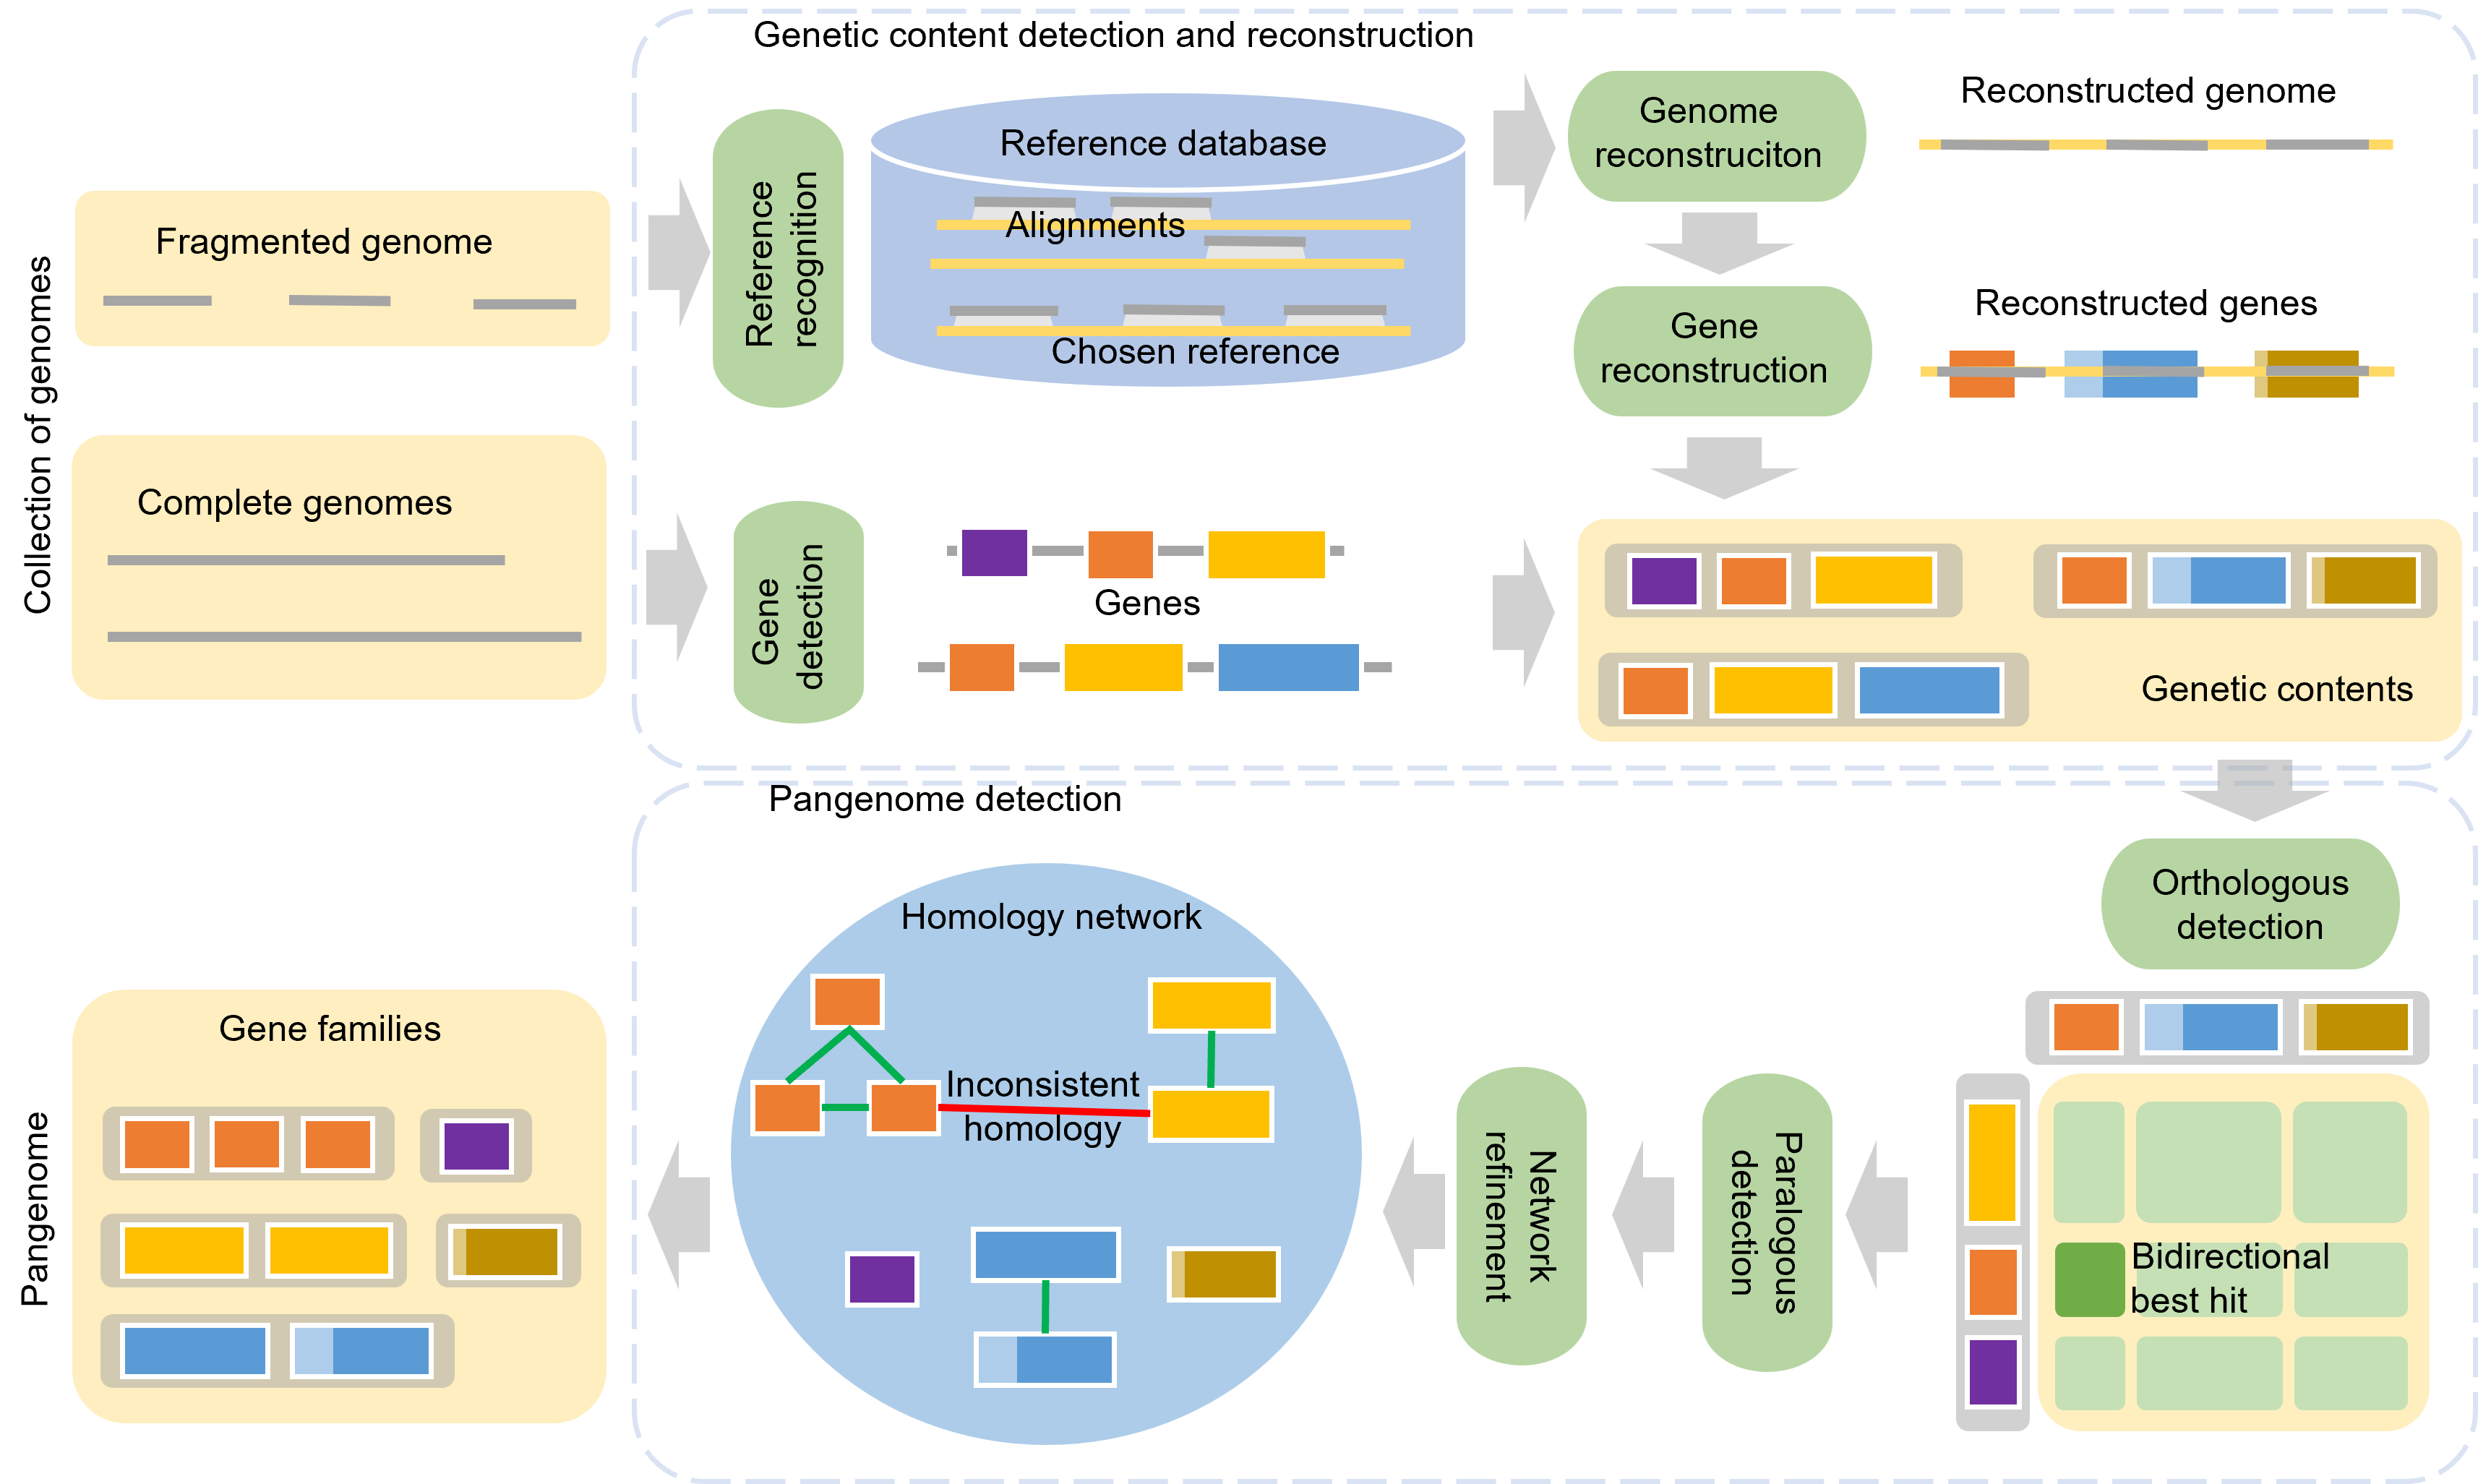 Genetic content detection and reconstruction
Collection of genomes
Fragmented genome
Reference
recognition
Reference database
Alignments
Chosen reference
Genome
reconstruciton
Reconstructed genome
Gene
reconstruction
Reconstructed genes
Complete genomes
Gene
detection
Genes
Genetic contents
Pangenome detection
Orthologous
detection
Bidirectional
best hit
Paralogous
detection
Network
refinement
Homology network
Inconsistent
homology
Pangenome
Gene families